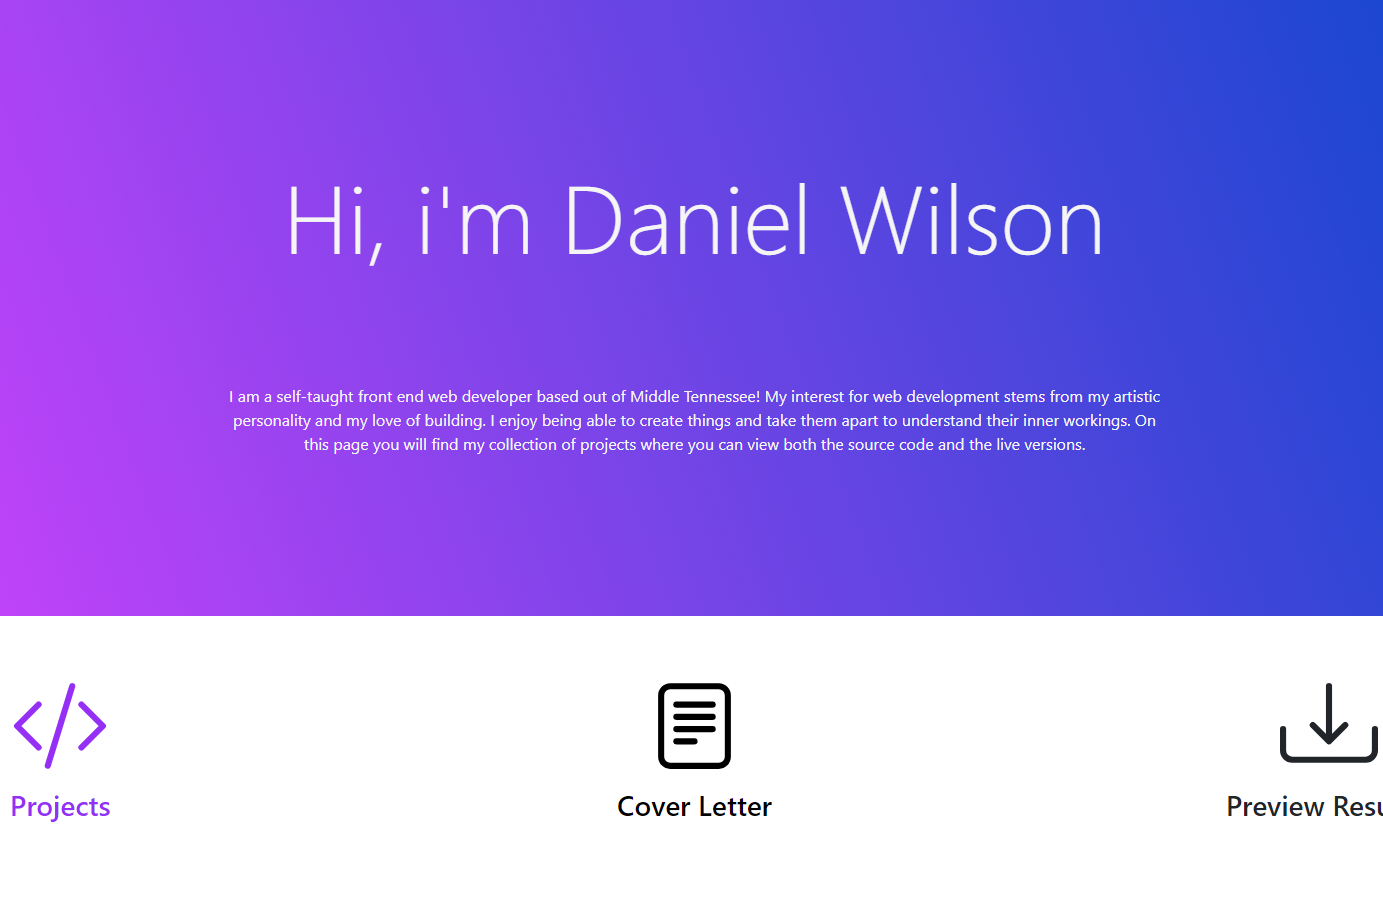 Hi, i'm Daniel Wilson
I am a self-taught front end web developer based out of Middle Tennessee! My interest for web development stems from my artistic
personality and my love of building. I enjoy being able to create things and take them apart to understand their inner workings. On
this page you will find my collection of projects where you can view both the source code and the live versions.
Projects
Cover Letter
Preview